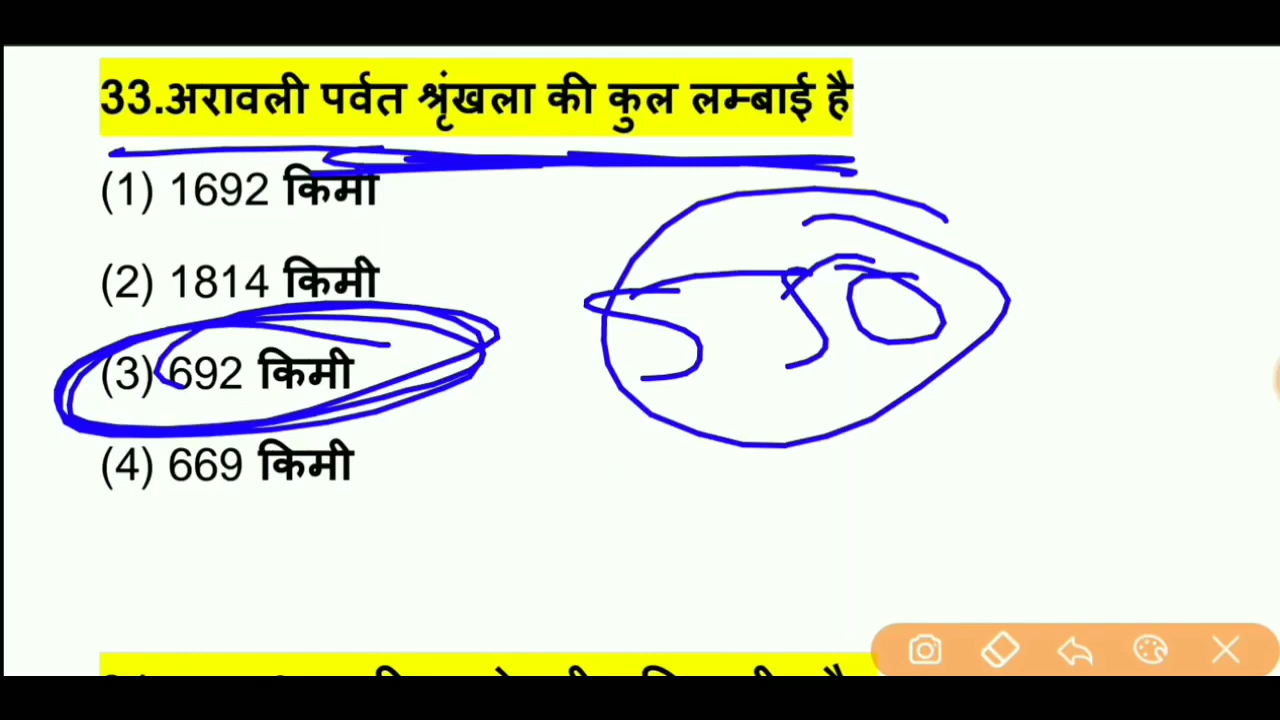 33.अरावली पर्वत श्रृंखला की कुल लम्बाई है
(1) 1692 किमी
(2) 1814 किमी
550
(3) 692 किमी
(4) 669 किमी